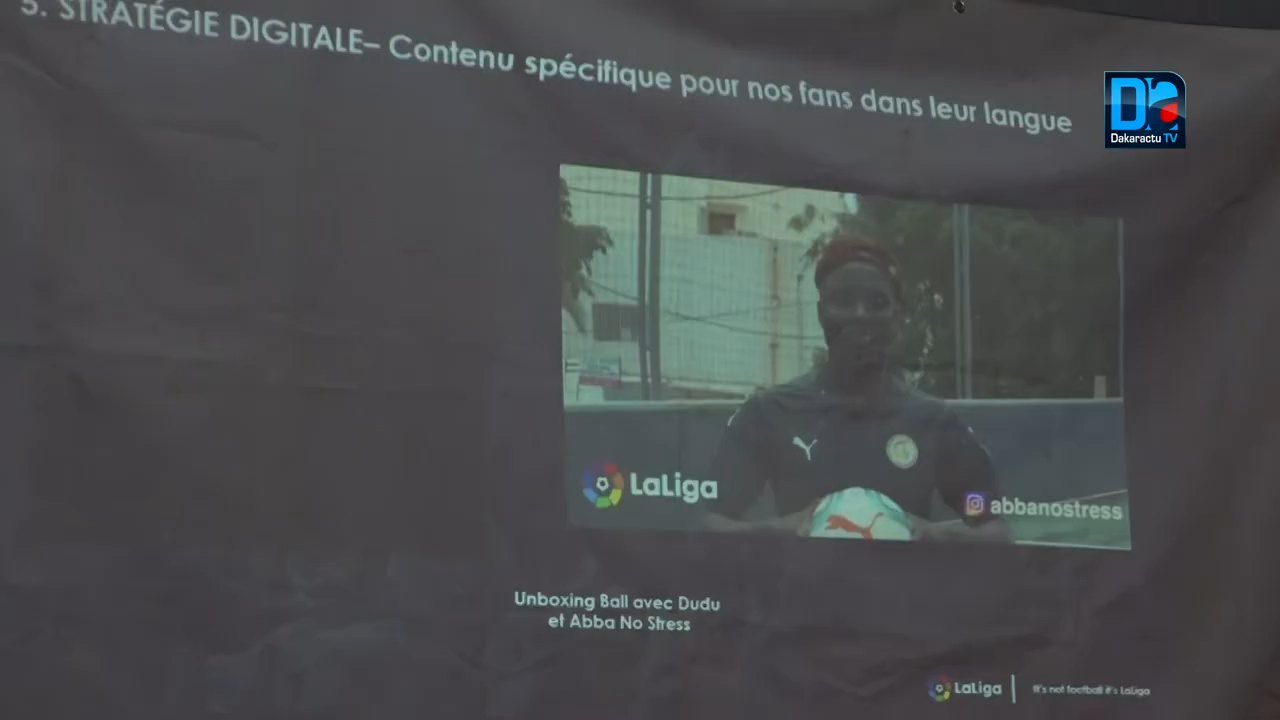 5. STRATÉGIE DIGITALE– Contenu spécifique pour nos fans dans leur langue
Dakaractu TV
LaLiga
abbanostress
Unboxing Ball avec Dudu
et Abba No Stress
LaLiga
It's not football it's LaLiga